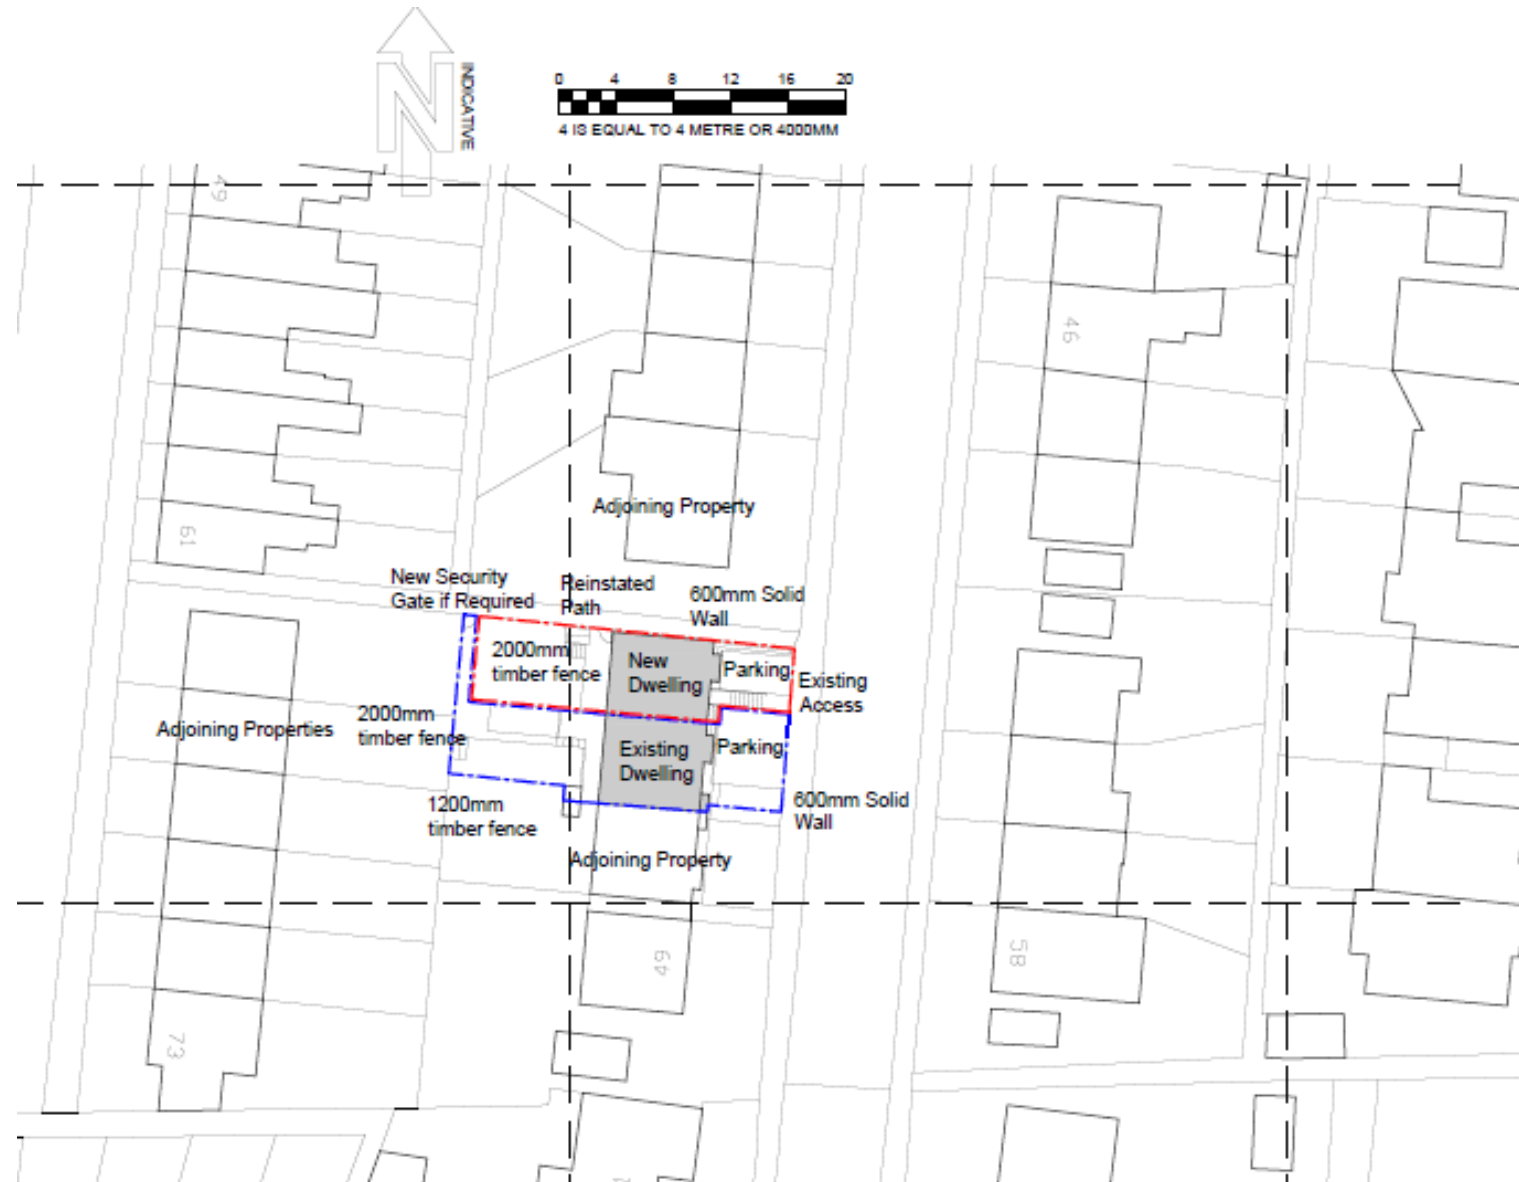 N
INDICATIVE
0 4 8 12 16 20
4 IS EQUAL TO 4 METRE OR 4000MM
49
46
Adjoining Property
61
New Security
Gate if Required
Reinstated
Path
600mm Solid
Wall
2000mm
timber fence
New
Dwelling
Parking
Existing
Access
Adjoining Properties
2000mm
timber fence
Existing
Dwelling
Parking
1200mm
timber fence
600mm Solid
Wall
Adjoining Property
64
58
73